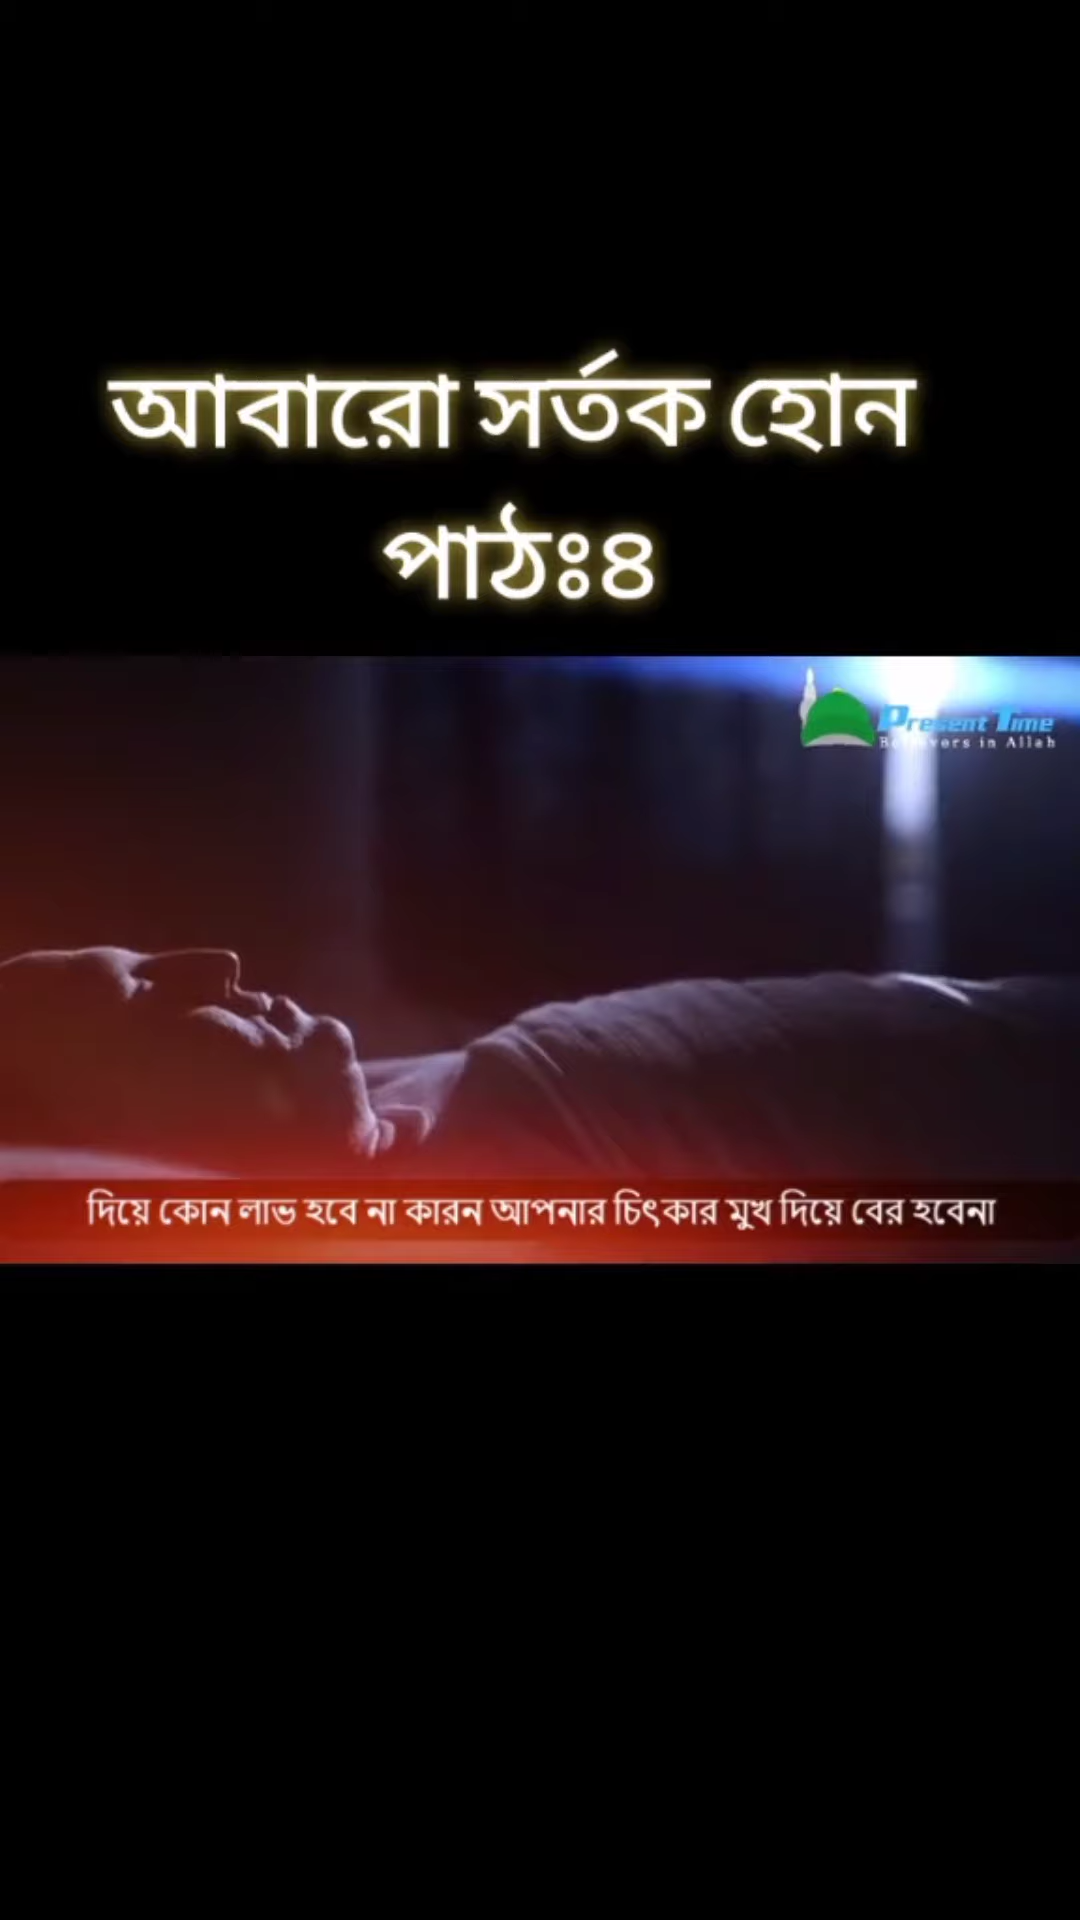 আবারো সর্তক হোন
পাঠঃ৪
Present Time
Believers in Allah
দিয়ে কোন লাভ হবে না কারন আপনার চিৎকার মুখ দিয়ে বের হবেনা